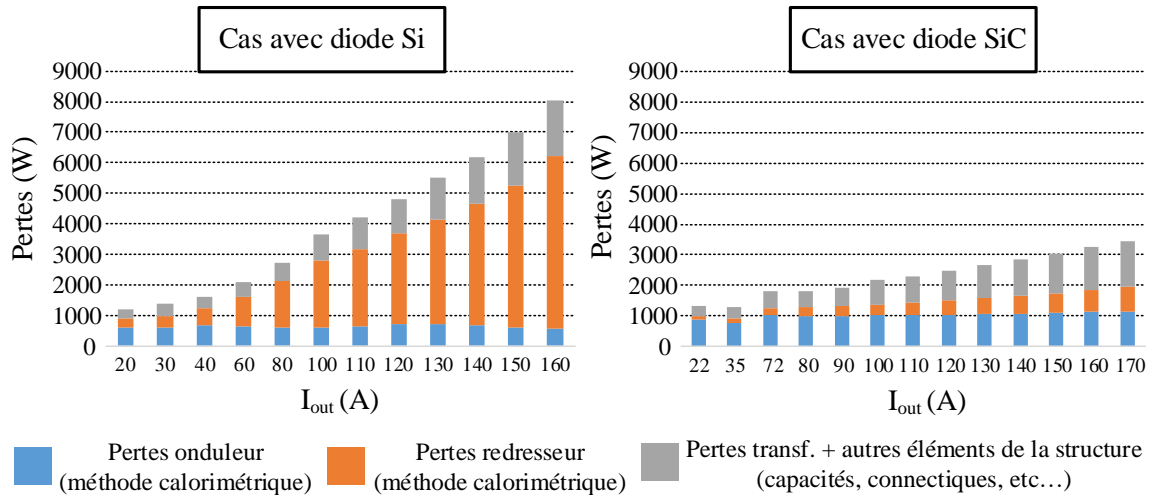 Cas avec diode Si
Pertes (W)
9000
8000
7000
6000
5000
4000
3000
2000
1000
0
20 30 40 60 80 100 110 120 130 140 150 160
Iout (A)
Cas avec diode SiC
Pertes (W)
9000
8000
7000
6000
5000
4000
3000
2000
1000
0
22 35 72 80 90 100 110 120 130 140 150 160 170
Iout (A)
Pertes onduleur
(méthode calorimétrique)
Pertes redresseur
(méthode calorimétrique)
Pertes transf. + autres éléments de la structure
(capacités, connectiques, etc…)